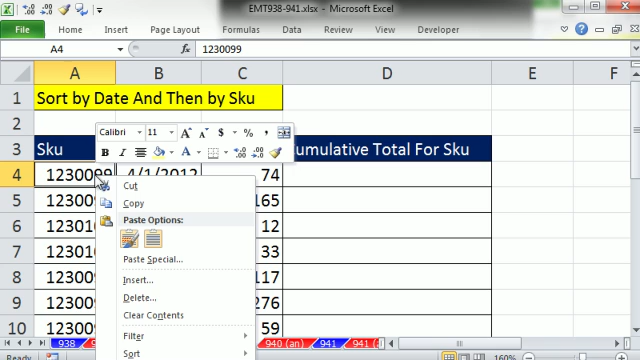 EMT938-941.xlsx - Microsoft Excel
File Home Insert Page Layout Formulas Data Review View Developer
A4 fx 1230099
A B C D E F
1 Sort by Date And Then by Sku
2
Calibri 11 A A $ % ,
B I A
3 Sku Cumulative Total For Sku
4 1230099 4/1/2012 74
5 165
6 12
7 33
8 117
9 276
10 59
Cut
Copy
Paste Options:
Paste Special...
Insert...
Delete...
Clear Contents
Filter
Sort
938 940 (an) 941
Ready 160%